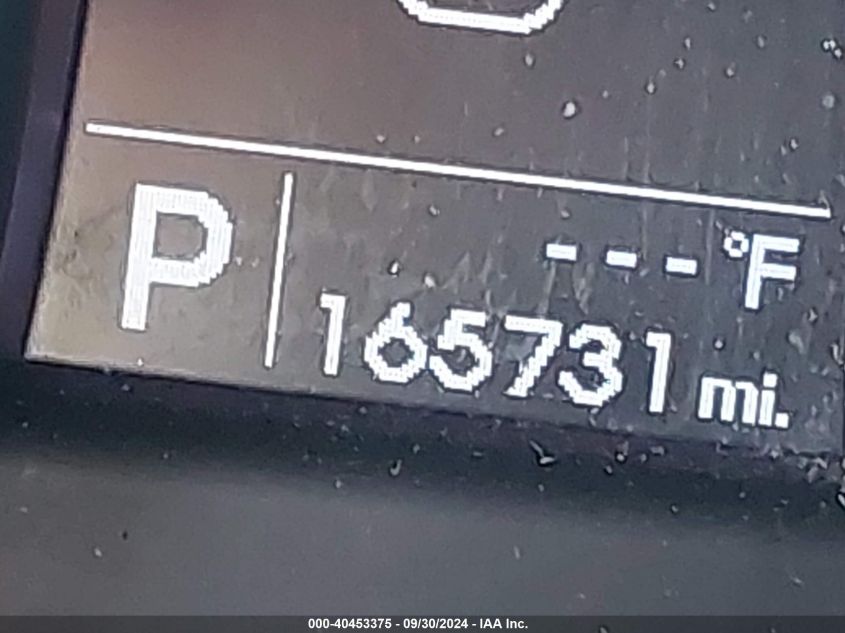 P
---°F
165731 mi.
000-40453375 - 09/30/2024 - IAA Inc.